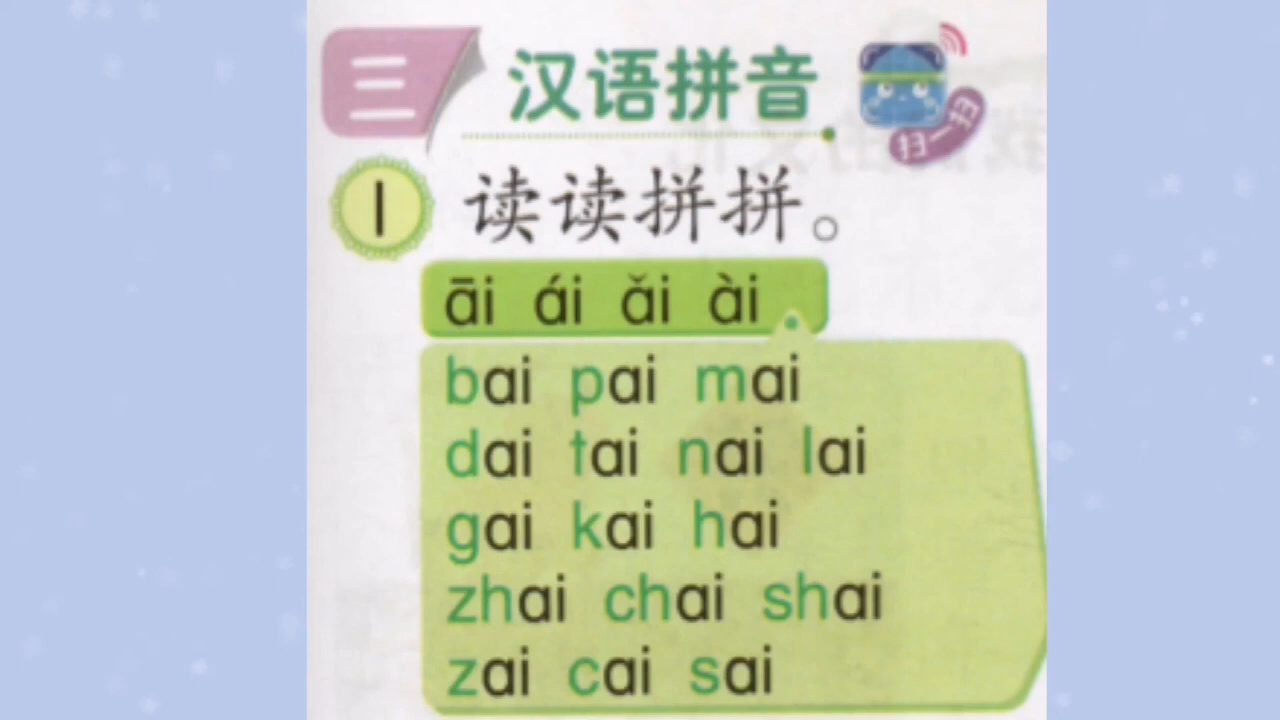 三 汉语拼音
扫一扫
1 读读拼拼。
āi ái ǎi ài
bai pai mai
dai tai nai lai
gai kai hai
zhai chai shai
zai cai sai